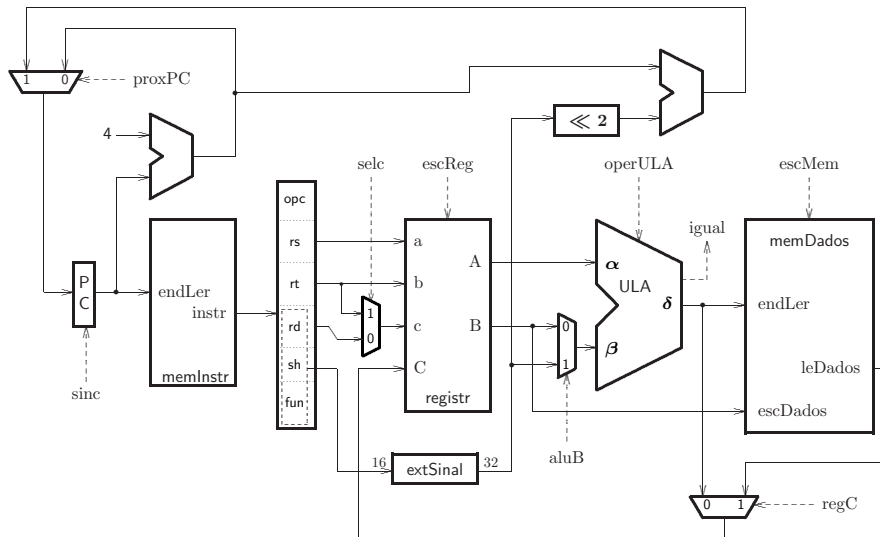 1 0
proxPC
4
≪ 2
selc
escReg
operULA
escMem
igual
opc
rs
rt
rd
sh
fun
1
0
a
b
c
C
A
B
registr
P
C
endLer
instr
memInstr
sinc
α
ULA
δ
β
0
1
aluB
memDados
endLer
leDados
escDados
16
extSinal
32
0 1
regC